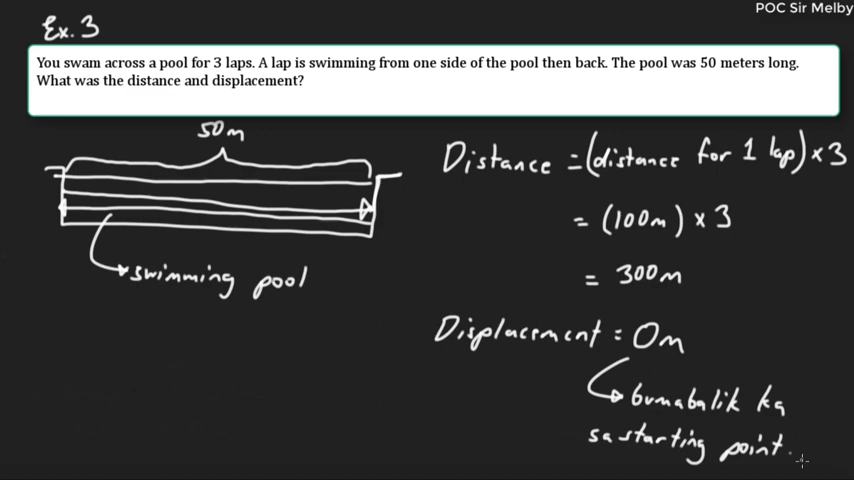 POC Sir Melby
Ex. 3
You swam across a pool for 3 laps. A lap is swimming from one side of the pool then back. The pool was 50 meters long.
What was the distance and displacement?
50m
swimming pool
Distance = (distance for 1 lap) × 3
= (100m) × 3
= 300m
Displacement = 0m
bumabalik ka
sa starting point.